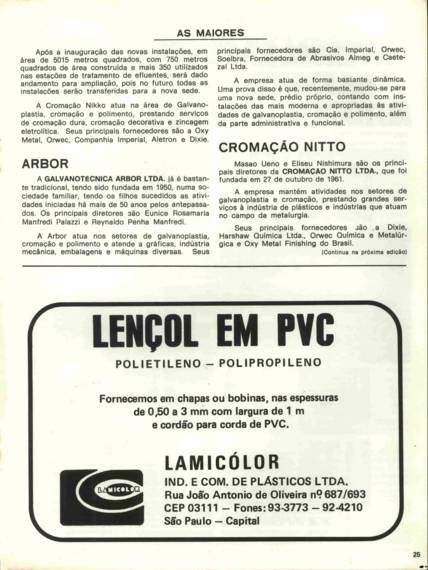 AS MAIORES
Após a inauguração das novas instalações, em
área de 5015 metros quadrados, com 750 metros
quadrados de área construída e mais 350 utilizados
nas estações de tratamento de efluentes, será dado
andamento para ampliação, pois no futuro todas as
instalações serão transferidas para a nova sede.
A Cromação Nikko atua na área de Galvano-
plastia, cromação e polimento, prestando serviços
de cromação dura, cromação decorativa e zincagem
eletrolítica. Seus principais fornecedores são a Oxy
Metal, Orwec, Companhia Imperial, Aletron e Dixie.
ARBOR
A GALVANOTECNICA ARBOR LTDA. já é bastan-
te tradicional, tendo sido fundada em 1950, numa so-
ciedade familiar, tendo os filhos sucedidos as ativi-
dades iniciadas há mais de 50 anos pelos antepassa-
dos. Os principais diretores são Eunice Rosamaria
Manfredi Palazzi e Reynaldo Penha Manfredi.
A Arbor atua nos setores de galvanoplastia,
cromação e polimento e atende a gráficas, indústria
mecânica, embalagens e máquinas diversas. Seus
principais fornecedores são Cia. Imperial, Orwec,
Soelbra, Fornecedora de Abrasivos Almeg e Caete-
zal Ltda.
A empresa atua de forma bastante dinâmica.
Uma prova disso é que, recentemente, mudou-se para
uma nova sede, prédio próprio, contando com ins-
talações das mais moderna e apropriadas às ativi-
dades de galvanoplastia, cromação e polimento, além
da parte administrativa e funcional.
CROMAÇÃO NITTO
Masao Ueno e Eliseu Nishimura são os princi-
pais diretores da CROMAÇÃO NITTO LTDA., que foi
fundada em 27 de outubro de 1961.
A empresa mantém atividades nos setores de
galvanoplastia e cromação, prestando grandes ser-
viços à indústria de plásticos e indústrias que atuam
no campo da metalurgia.
Seus principais fornecedores são a Dixie,
Harshaw Química Ltda., Orwec Química e Metalúr-
gica e Oxy Metal Finishing do Brasil.
(Continua na próxima edição)
LENÇOL EM PVC
POLIETILENO – POLIPROPILENO
Fornecemos em chapas ou bobinas, nas espessuras
de 0,50 a 3 mm com largura de 1 m
e cordão para corda de PVC.
LAMICOLOR
LAMICÓLOR
IND. E COM. DE PLÁSTICOS LTDA.
Rua João Antonio de Oliveira nº 687/693
CEP 03111 – Fones: 93-3773 – 92-4210
São Paulo – Capital
25